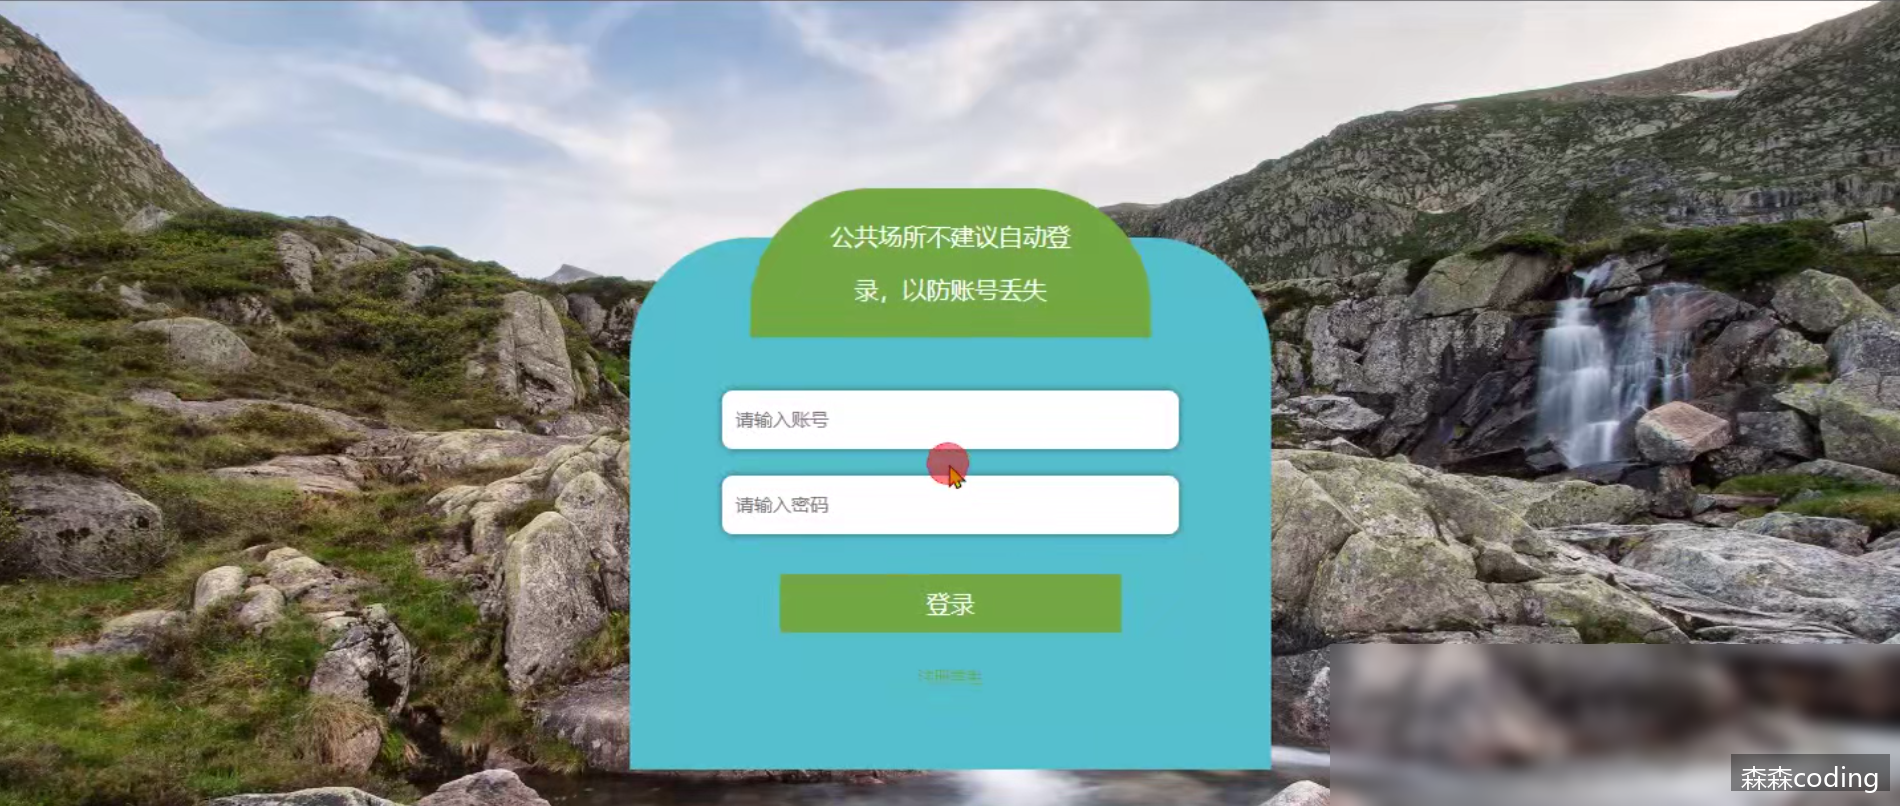 公共场所不建议自动登
录，以防账号丢失
请输入账号
请输入密码
登录
森森coding